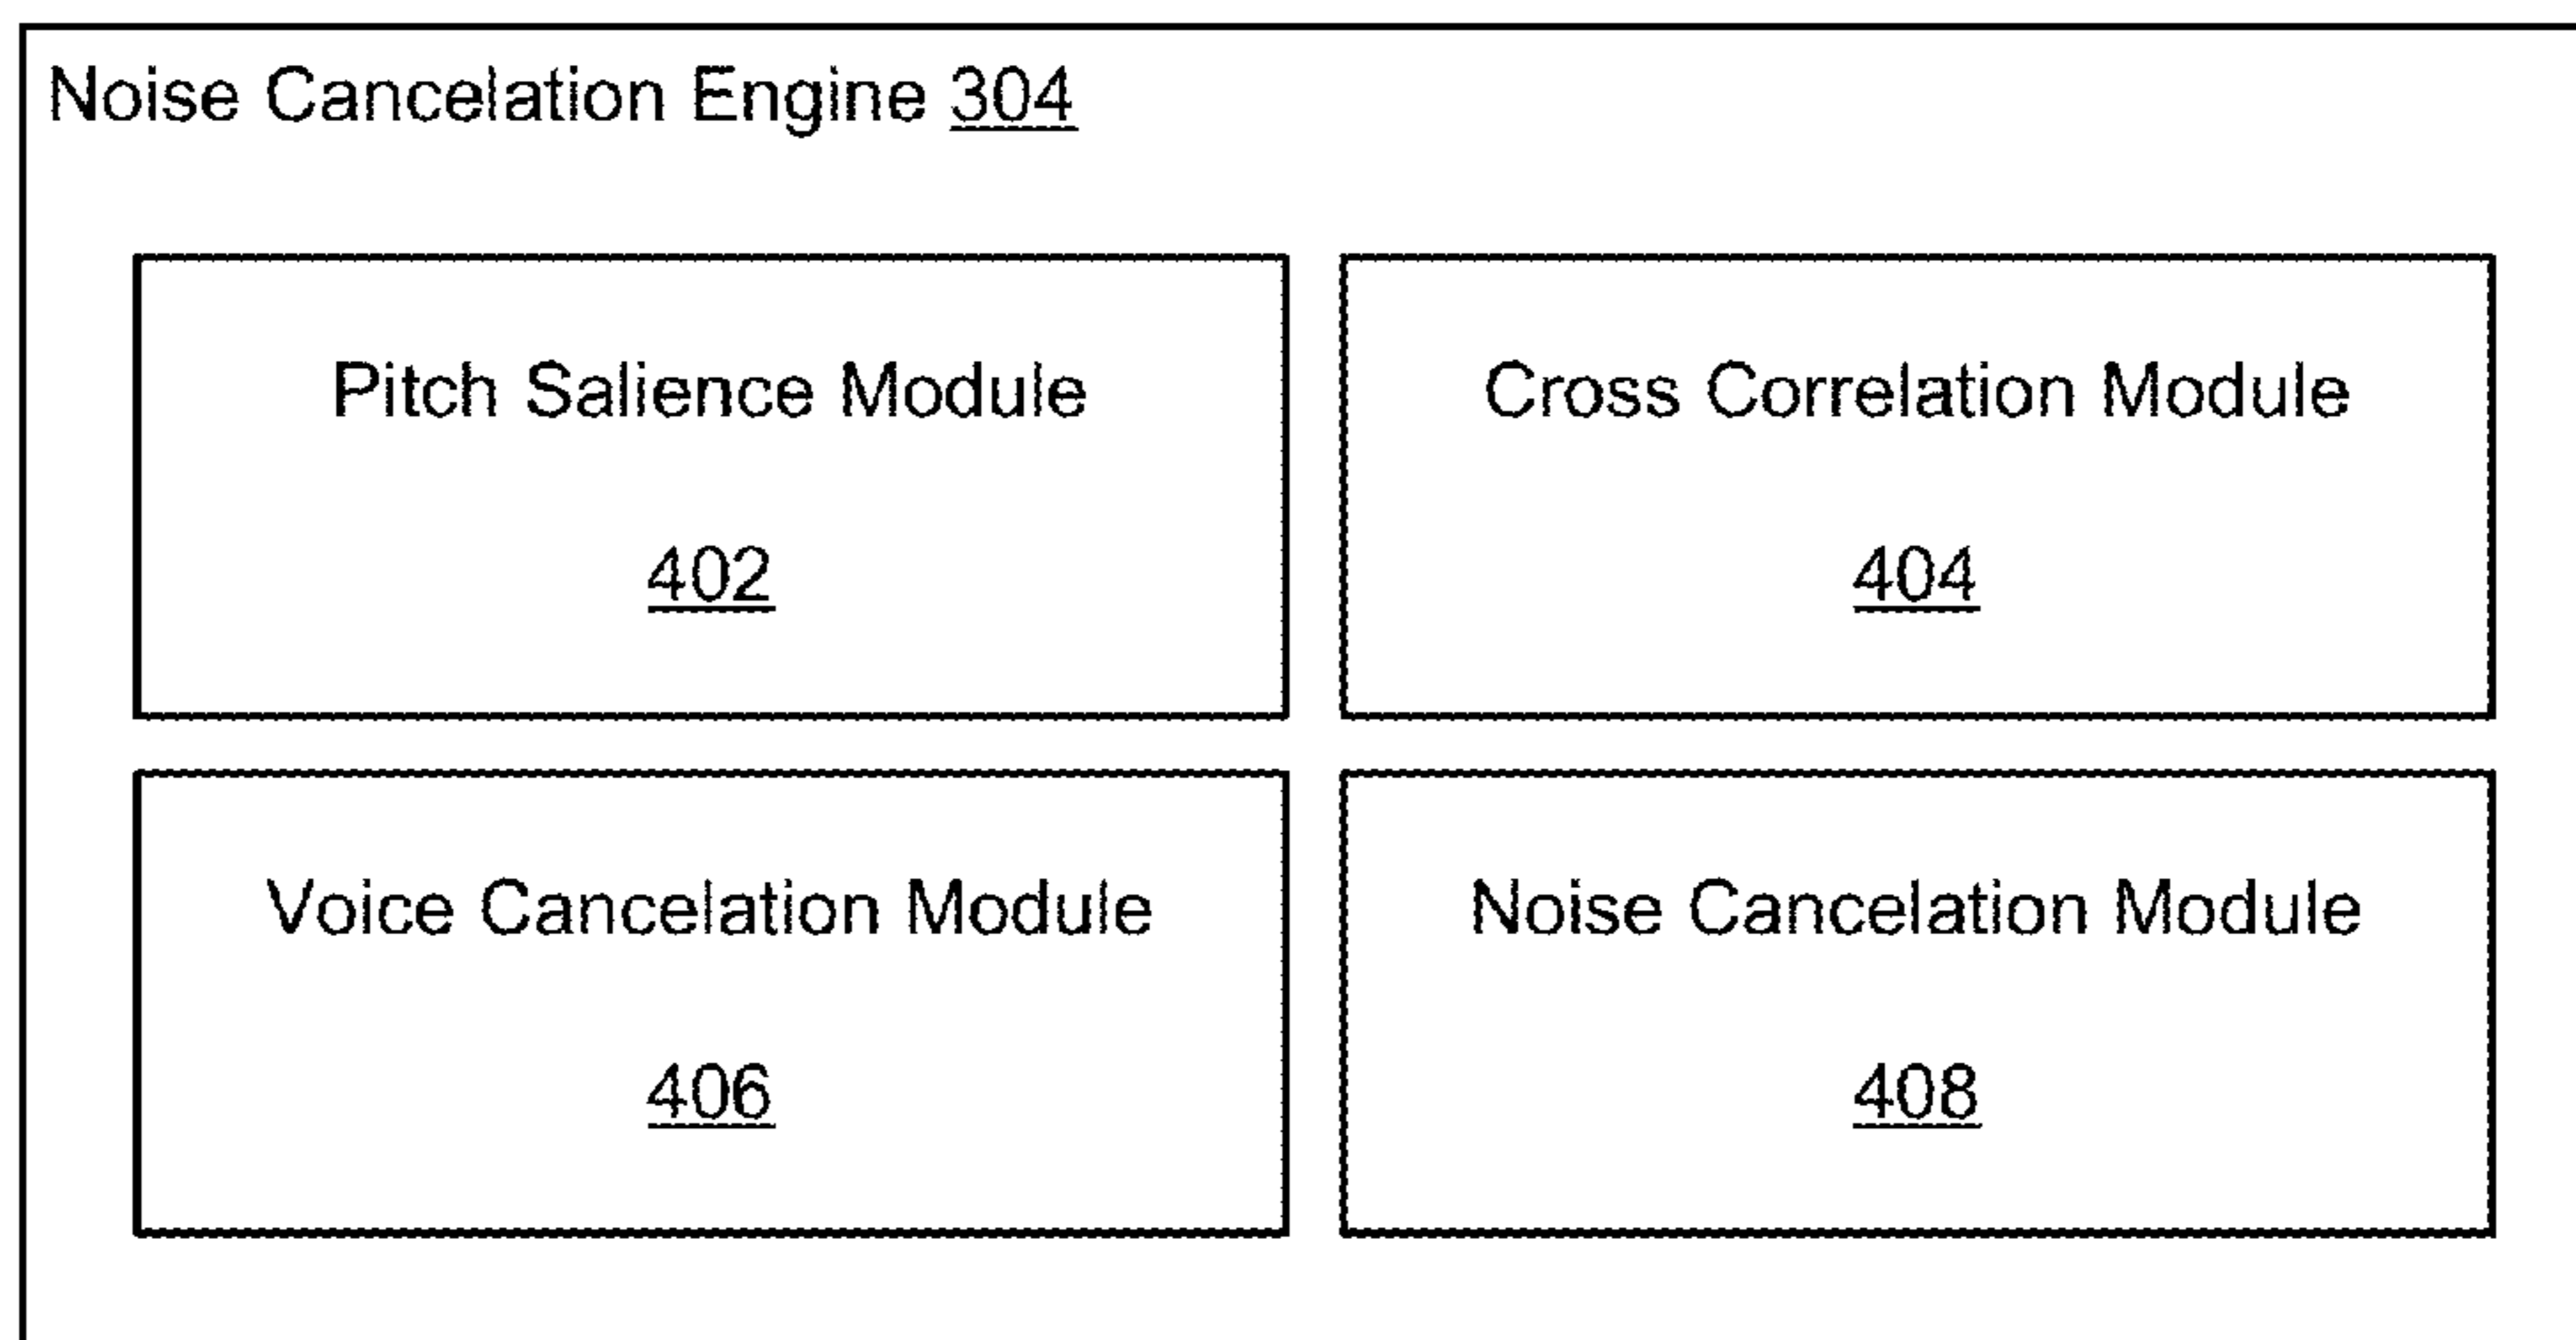 Noise Cancelation Engine 304
Pitch Salience Module
402
Cross Correlation Module
404
Voice Cancelation Module
406
Noise Cancelation Module
408